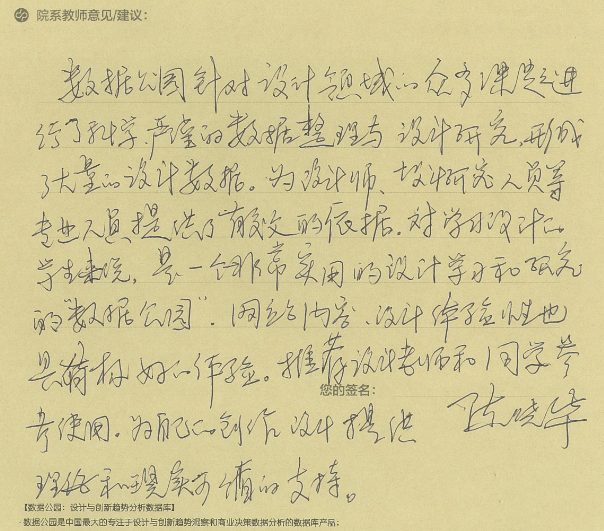 院系教师意见/建议：
数据公园针对设计领域的众多课题进
行了科学、严谨的数据整理与设计研究，形成
了大量的设计数据。为设计师、设计研究人员等
专业人员提供了有效的依据。对学习设计的
学生来说，是一个非常实用的设计学习和研究
的"数据公园"。网站内容、设计体验性也
具有极好的体验。推荐设计老师和同学参
您的签名：
考使用。为自己的创作设计提供 陈晓华
理论和现实价值的支持。
【数据公园：设计与创新趋势分析数据库】
· 数据公园是中国最大的专注于设计与创新趋势洞察和商业决策数据分析的数据库产品；